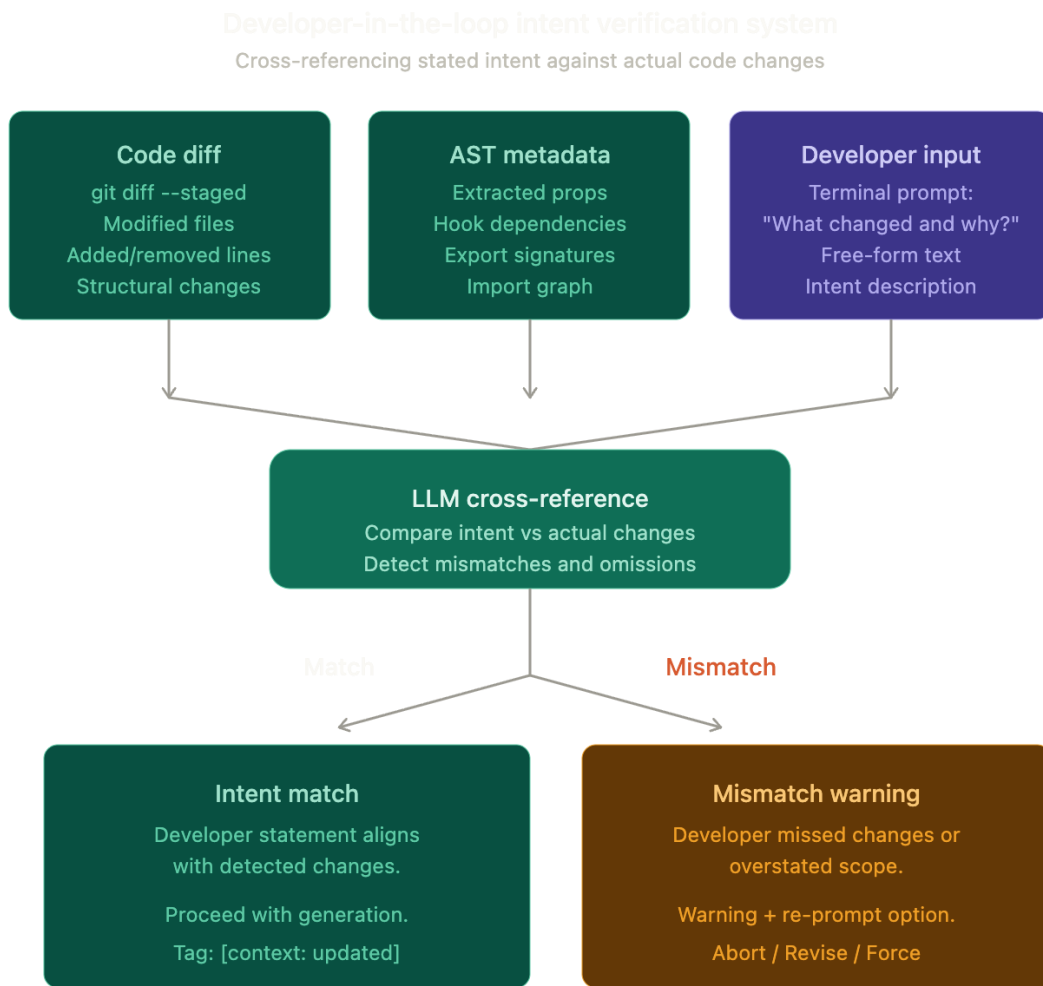 Developer-in-the-loop intent verification system
Cross-referencing stated intent against actual code changes
Code diff
git diff --staged
Modified files
Added/removed lines
Structural changes
AST metadata
Extracted props
Hook dependencies
Export signatures
Import graph
Developer input
Terminal prompt:
"What changed and why?"
Free-form text
Intent description
LLM cross-reference
Compare intent vs actual changes
Detect mismatches and omissions
Match
Mismatch
Intent match
Developer statement aligns
with detected changes.
Proceed with generation.
Tag: [context: updated]
Mismatch warning
Developer missed changes or
overstated scope.
Warning + re-prompt option.
Abort / Revise / Force